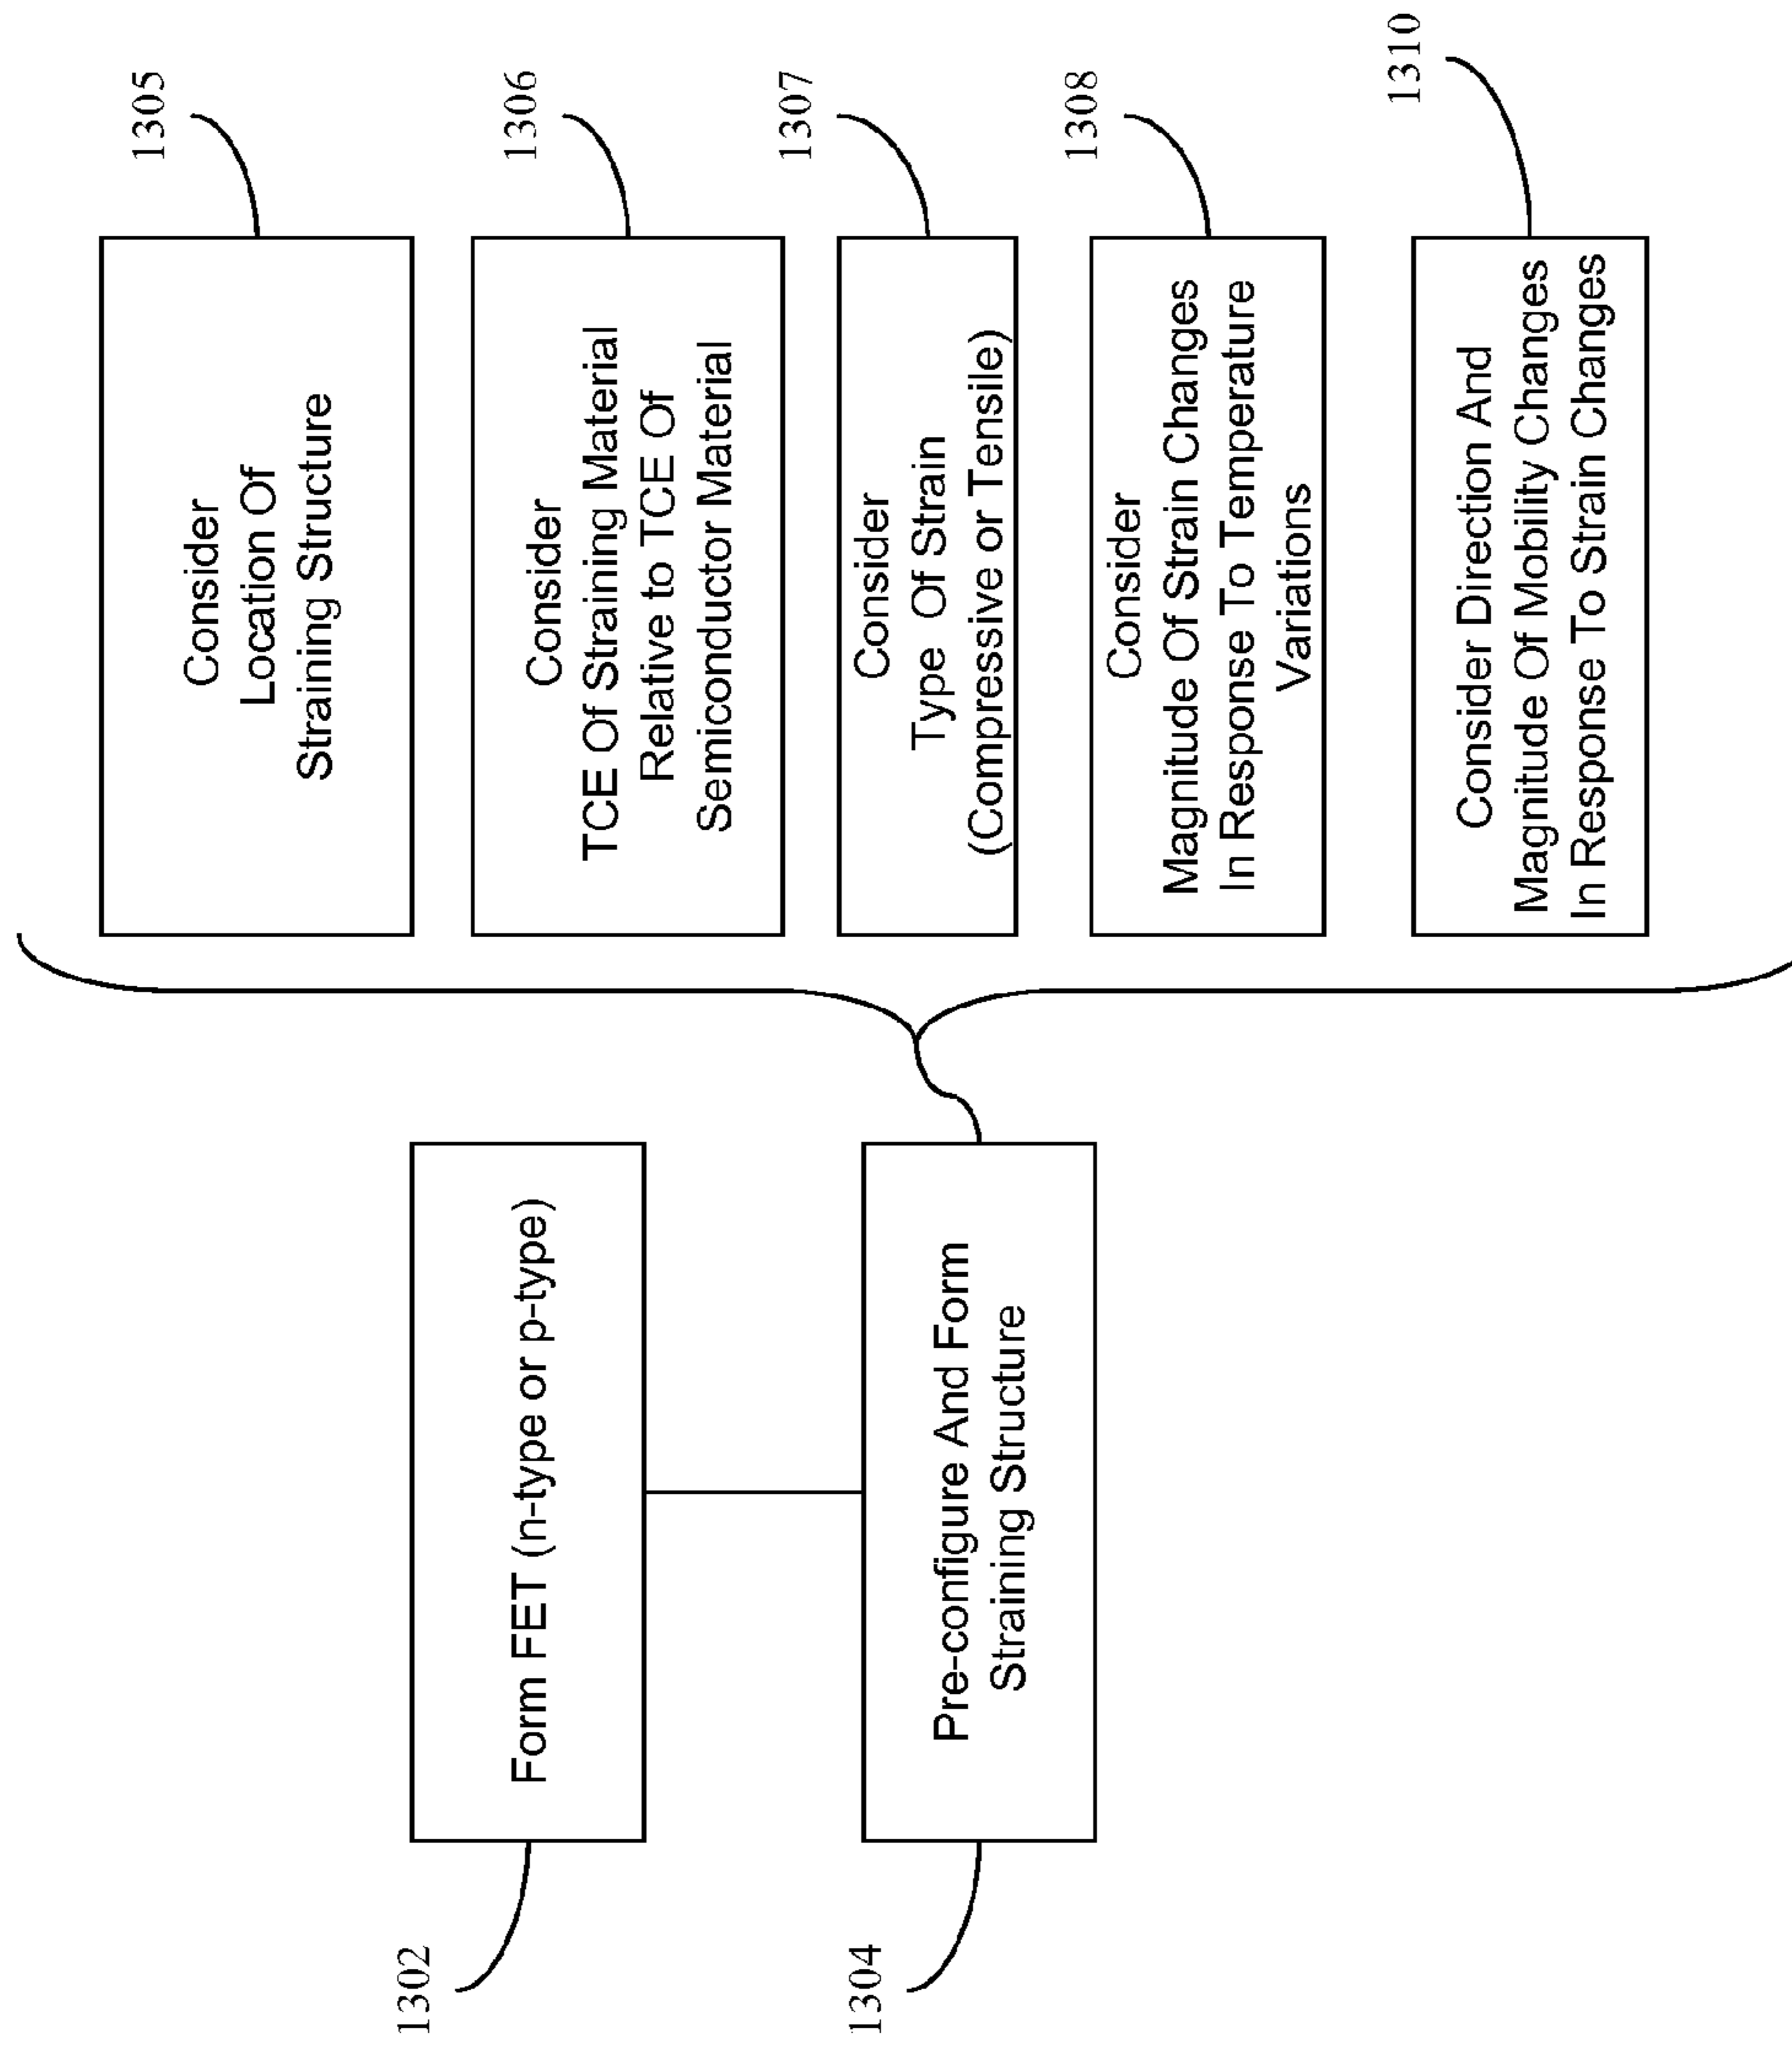 1302
Form FET (n-type or p-type)
1304
Pre-configure And Form
Straining Structure
1305
Consider
Location Of
Straining Structure
1306
Consider
TCE Of Straining Material
Relative to TCE Of
Semiconductor Material
1307
Consider
Type Of Strain
(Compressive or Tensile)
1308
Consider
Magnitude Of Strain Changes
In Response To Temperature
Variations
1310
Consider Direction And
Magnitude Of Mobility Changes
In Response To Strain Changes